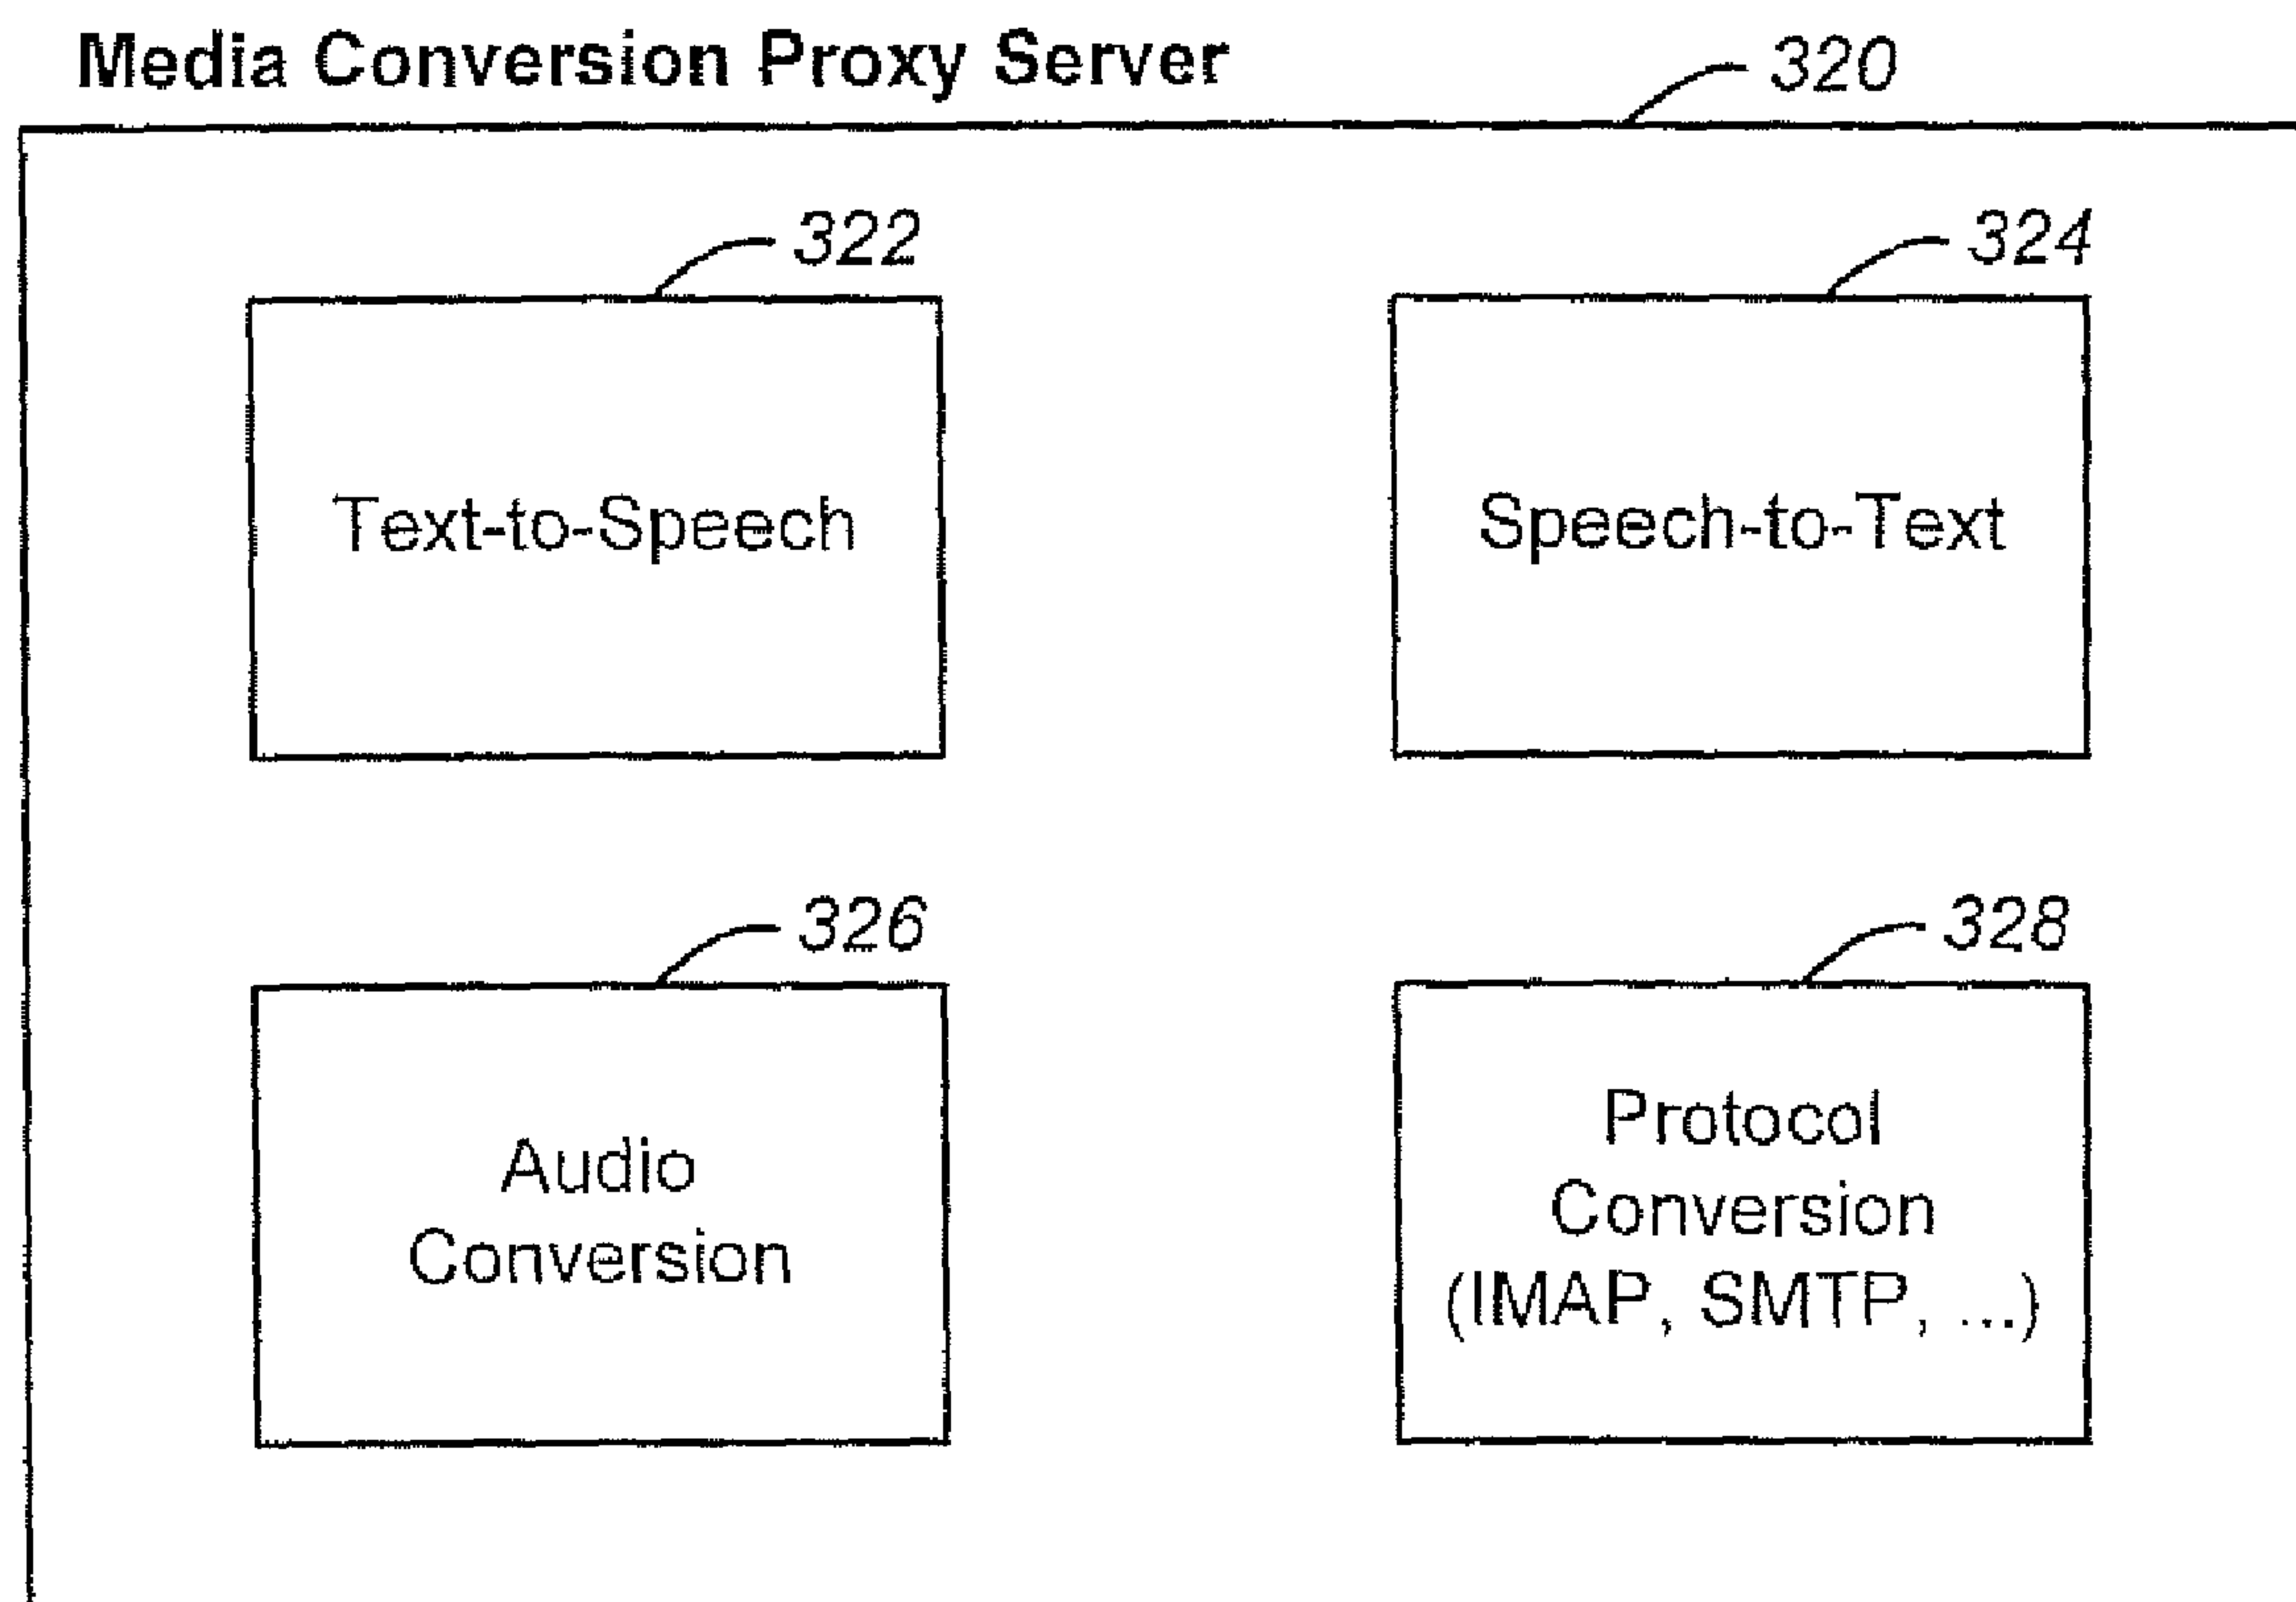 Media Conversion Proxy Server
320
322
324
Text-to-Speech
Speech-to-Text
326
328
Audio
Conversion
Protocol
Conversion
(IMAP, SMTP, ...)